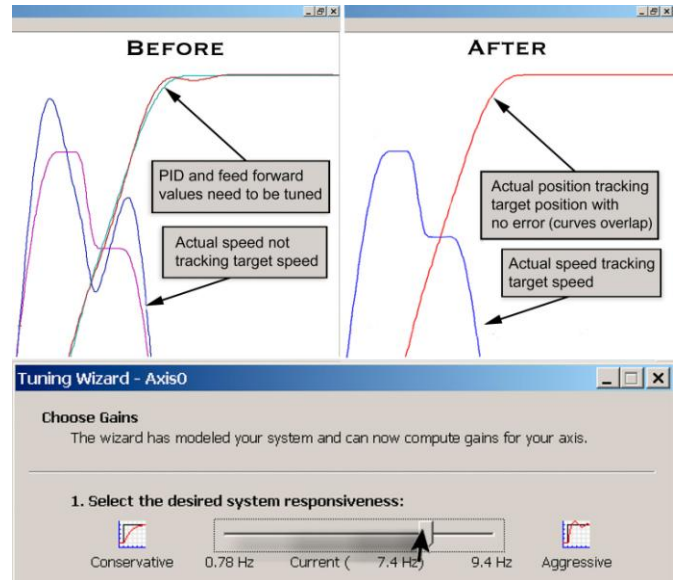 BEFORE
PID and feed forward
values need to be tuned
Actual speed not
tracking target speed
AFTER
Actual position tracking
target position with
no error (curves overlap)
Actual speed tracking
target speed
Tuning Wizard - Axis0
Choose Gains
The wizard has modeled your system and can now compute gains for your axis.
1. Select the desired system responsiveness:
Conservative 0.78 Hz Current ( 7.4 Hz) 9.4 Hz Aggressive